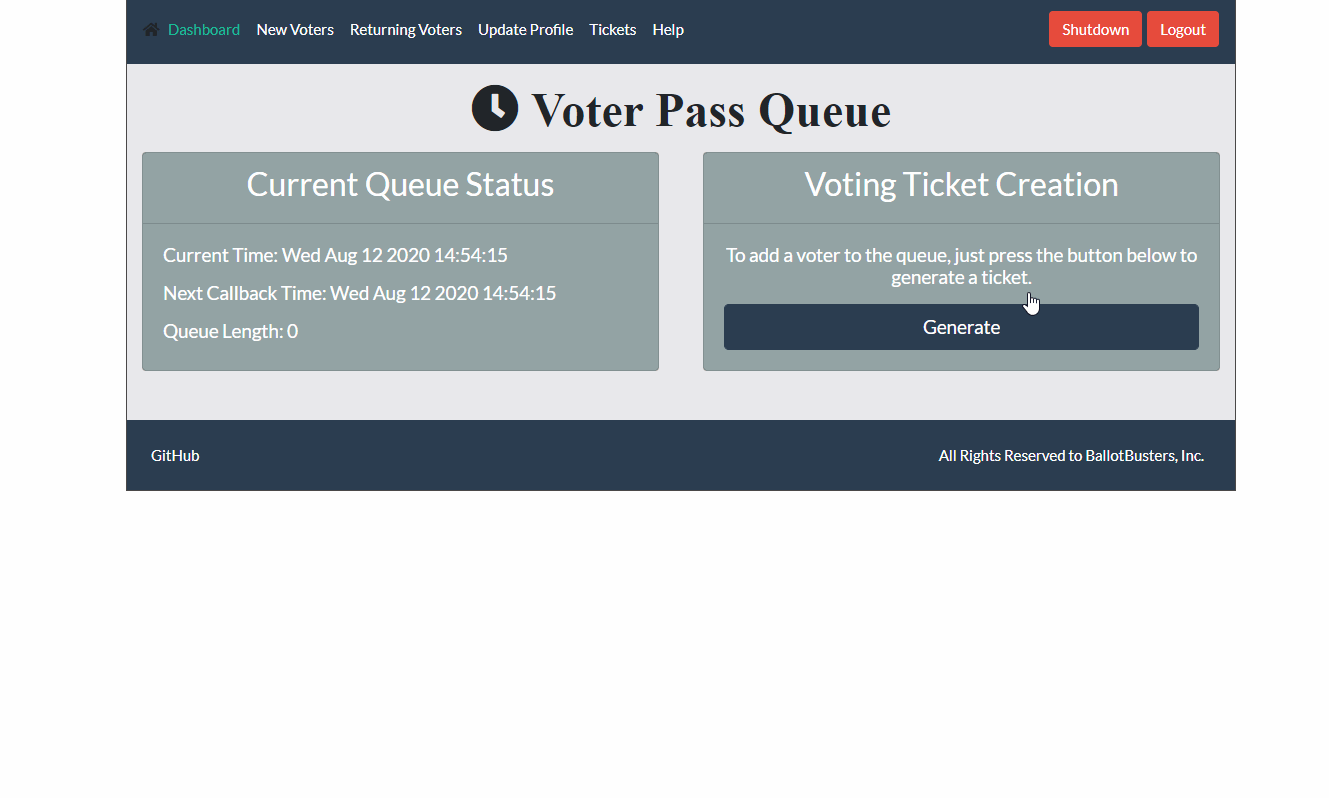 Dashboard New Voters Returning Voters Update Profile Tickets Help Shutdown Logout
Voter Pass Queue
Current Queue Status
Current Time: Wed Aug 12 2020 14:54:15
Next Callback Time: Wed Aug 12 2020 14:54:15
Queue Length: 0
Voting Ticket Creation
To add a voter to the queue, just press the button below to
generate a ticket.
Generate
GitHub
All Rights Reserved to BallotBusters, Inc.